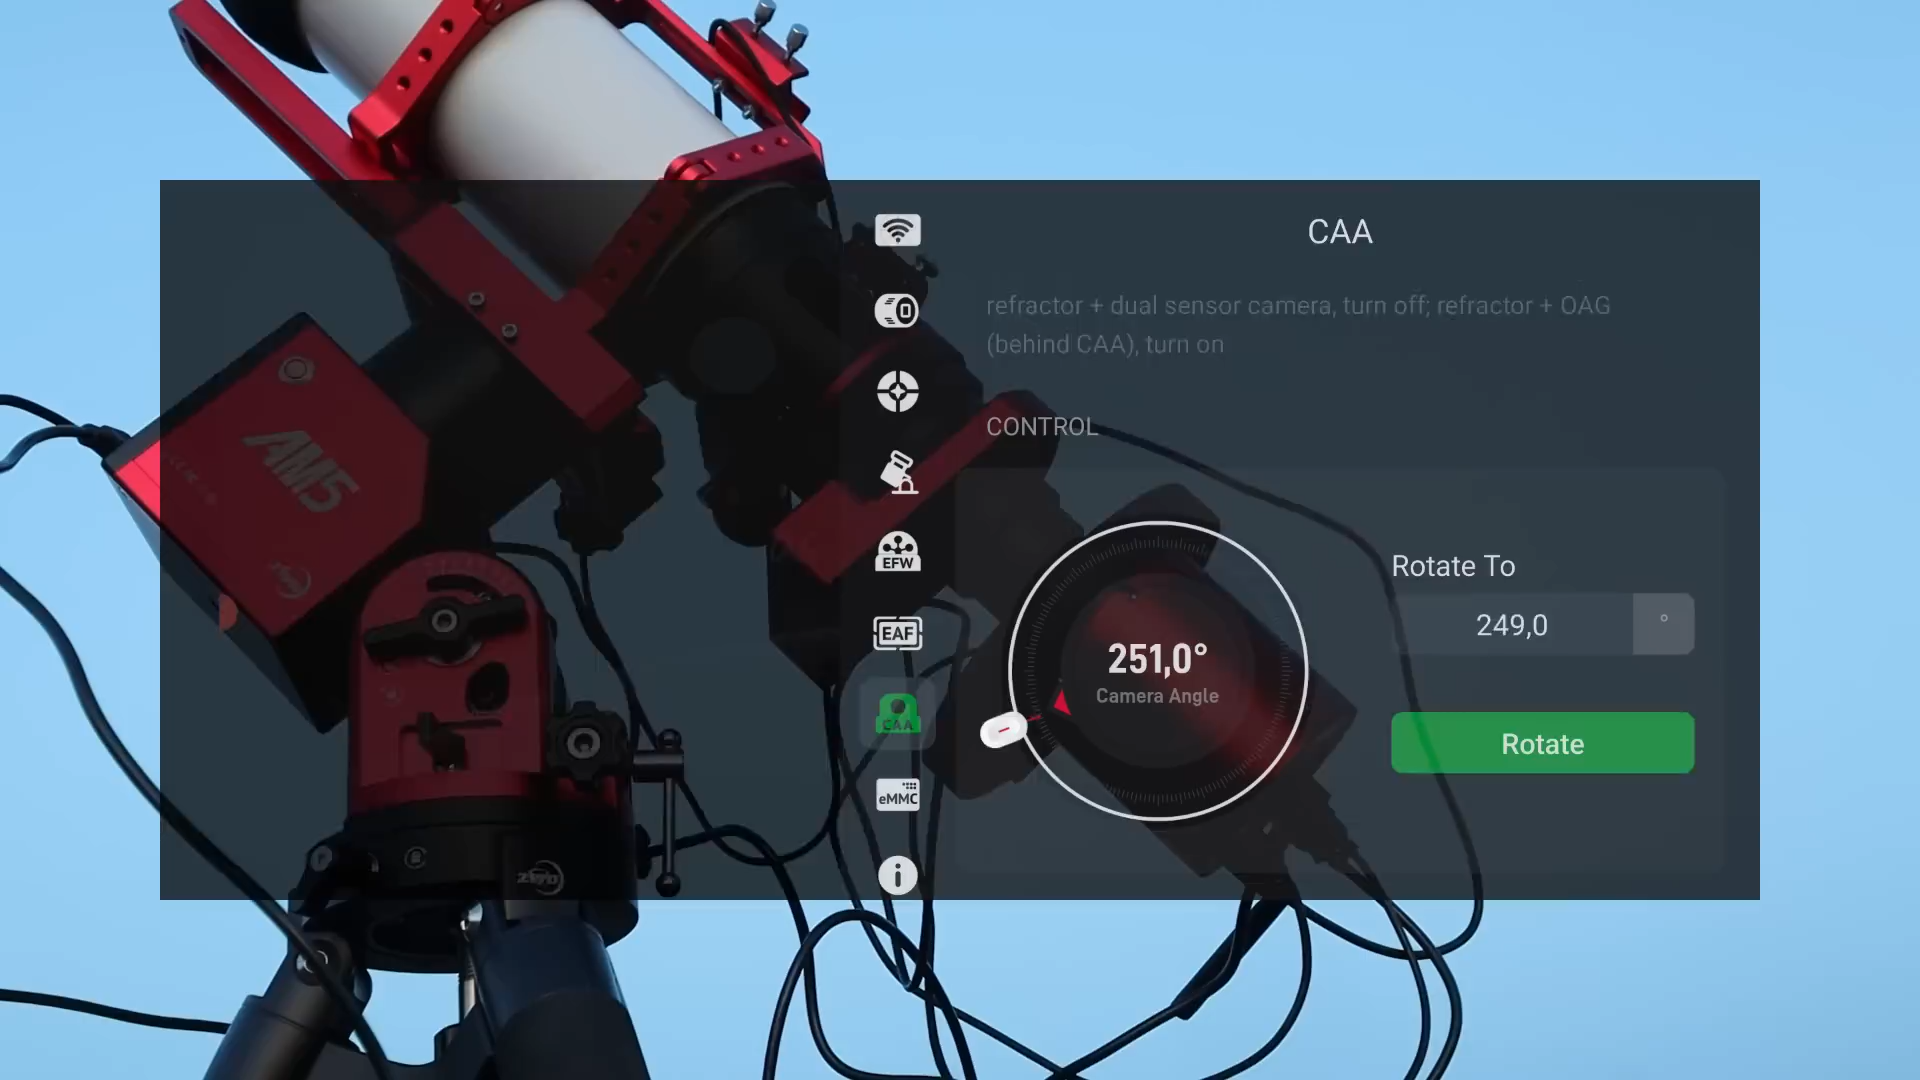 CAA
refractor + dual sensor camera, turn off; refractor + OAG
(behind CAA), turn on
CONTROL
AM5
EFW
Rotate To
249,0 °
EAF
251,0°
Camera Angle
CAA
Rotate
eMMC
ZWO